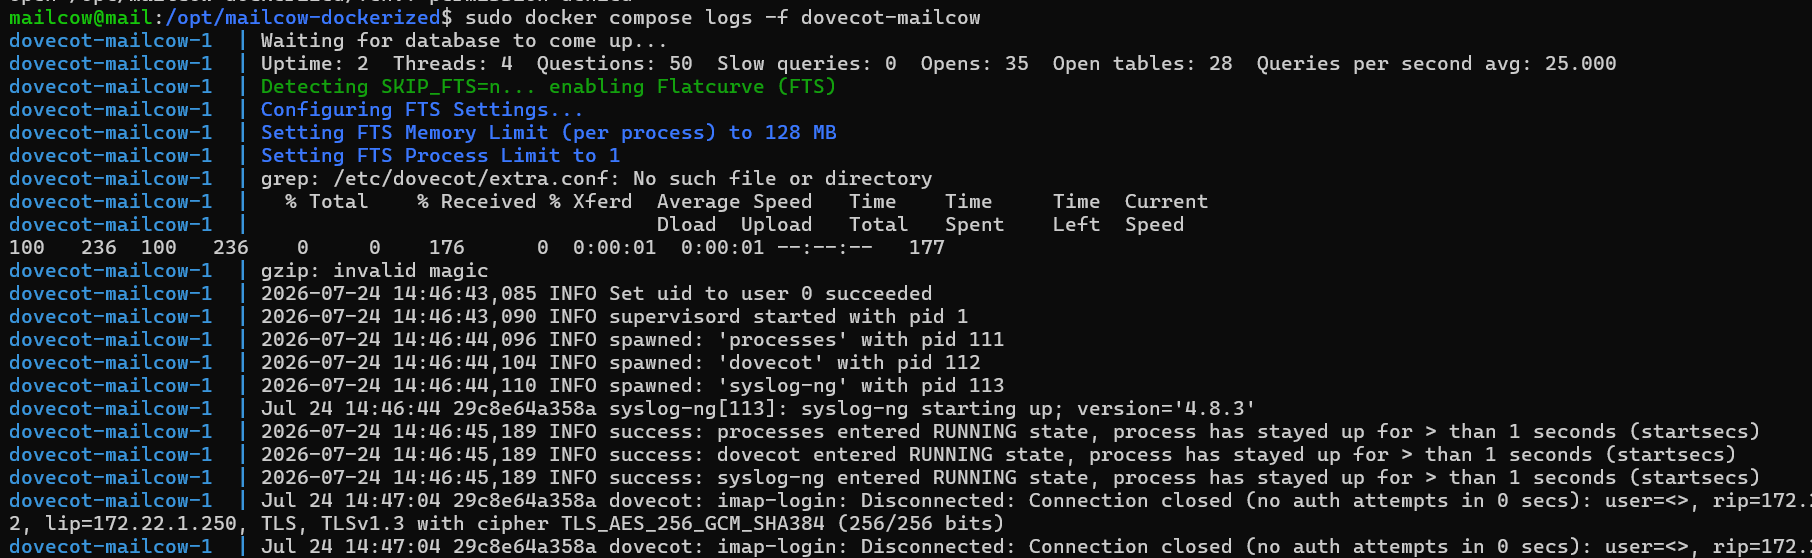 mailcow@mail:/opt/mailcow-dockerized$ sudo docker compose logs -f dovecot-mailcow
dovecot-mailcow-1  | Waiting for database to come up...
dovecot-mailcow-1  | Uptime: 2  Threads: 4  Questions: 50  Slow queries: 0  Opens: 35  Open tables: 28  Queries per second avg: 25.000
dovecot-mailcow-1  | Detecting SKIP_FTS=n... enabling Flatcurve (FTS)
dovecot-mailcow-1  | Configuring FTS Settings...
dovecot-mailcow-1  | Setting FTS Memory Limit (per process) to 128 MB
dovecot-mailcow-1  | Setting FTS Process Limit to 1
dovecot-mailcow-1  | grep: /etc/dovecot/extra.conf: No such file or directory
dovecot-mailcow-1  |   % Total    % Received % Xferd  Average Speed   Time    Time     Time  Current
dovecot-mailcow-1  |                                  Dload  Upload   Total   Spent    Left  Speed
100   236  100   236    0     0    176      0  0:00:01  0:00:01 --:--:--   177
dovecot-mailcow-1  | gzip: invalid magic
dovecot-mailcow-1  | 2026-07-24 14:46:43,085 INFO Set uid to user 0 succeeded
dovecot-mailcow-1  | 2026-07-24 14:46:43,090 INFO supervisord started with pid 1
dovecot-mailcow-1  | 2026-07-24 14:46:44,096 INFO spawned: 'processes' with pid 111
dovecot-mailcow-1  | 2026-07-24 14:46:44,104 INFO spawned: 'dovecot' with pid 112
dovecot-mailcow-1  | 2026-07-24 14:46:44,110 INFO spawned: 'syslog-ng' with pid 113
dovecot-mailcow-1  | Jul 24 14:46:44 29c8e64a358a syslog-ng[113]: syslog-ng starting up; version='4.8.3'
dovecot-mailcow-1  | 2026-07-24 14:46:45,189 INFO success: processes entered RUNNING state, process has stayed up for > than 1 seconds (startsecs)
dovecot-mailcow-1  | 2026-07-24 14:46:45,189 INFO success: dovecot entered RUNNING state, process has stayed up for > than 1 seconds (startsecs)
dovecot-mailcow-1  | 2026-07-24 14:46:45,189 INFO success: syslog-ng entered RUNNING state, process has stayed up for > than 1 seconds (startsecs)
dovecot-mailcow-1  | Jul 24 14:47:04 29c8e64a358a dovecot: imap-login: Disconnected: Connection closed (no auth attempts in 0 secs): user=<>, rip=172.
2, lip=172.22.1.250, TLS, TLSv1.3 with cipher TLS_AES_256_GCM_SHA384 (256/256 bits)
dovecot-mailcow-1  | Jul 24 14:47:04 29c8e64a358a dovecot: imap-login: Disconnected: Connection closed (no auth attempts in 0 secs): user=<>, rip=172.